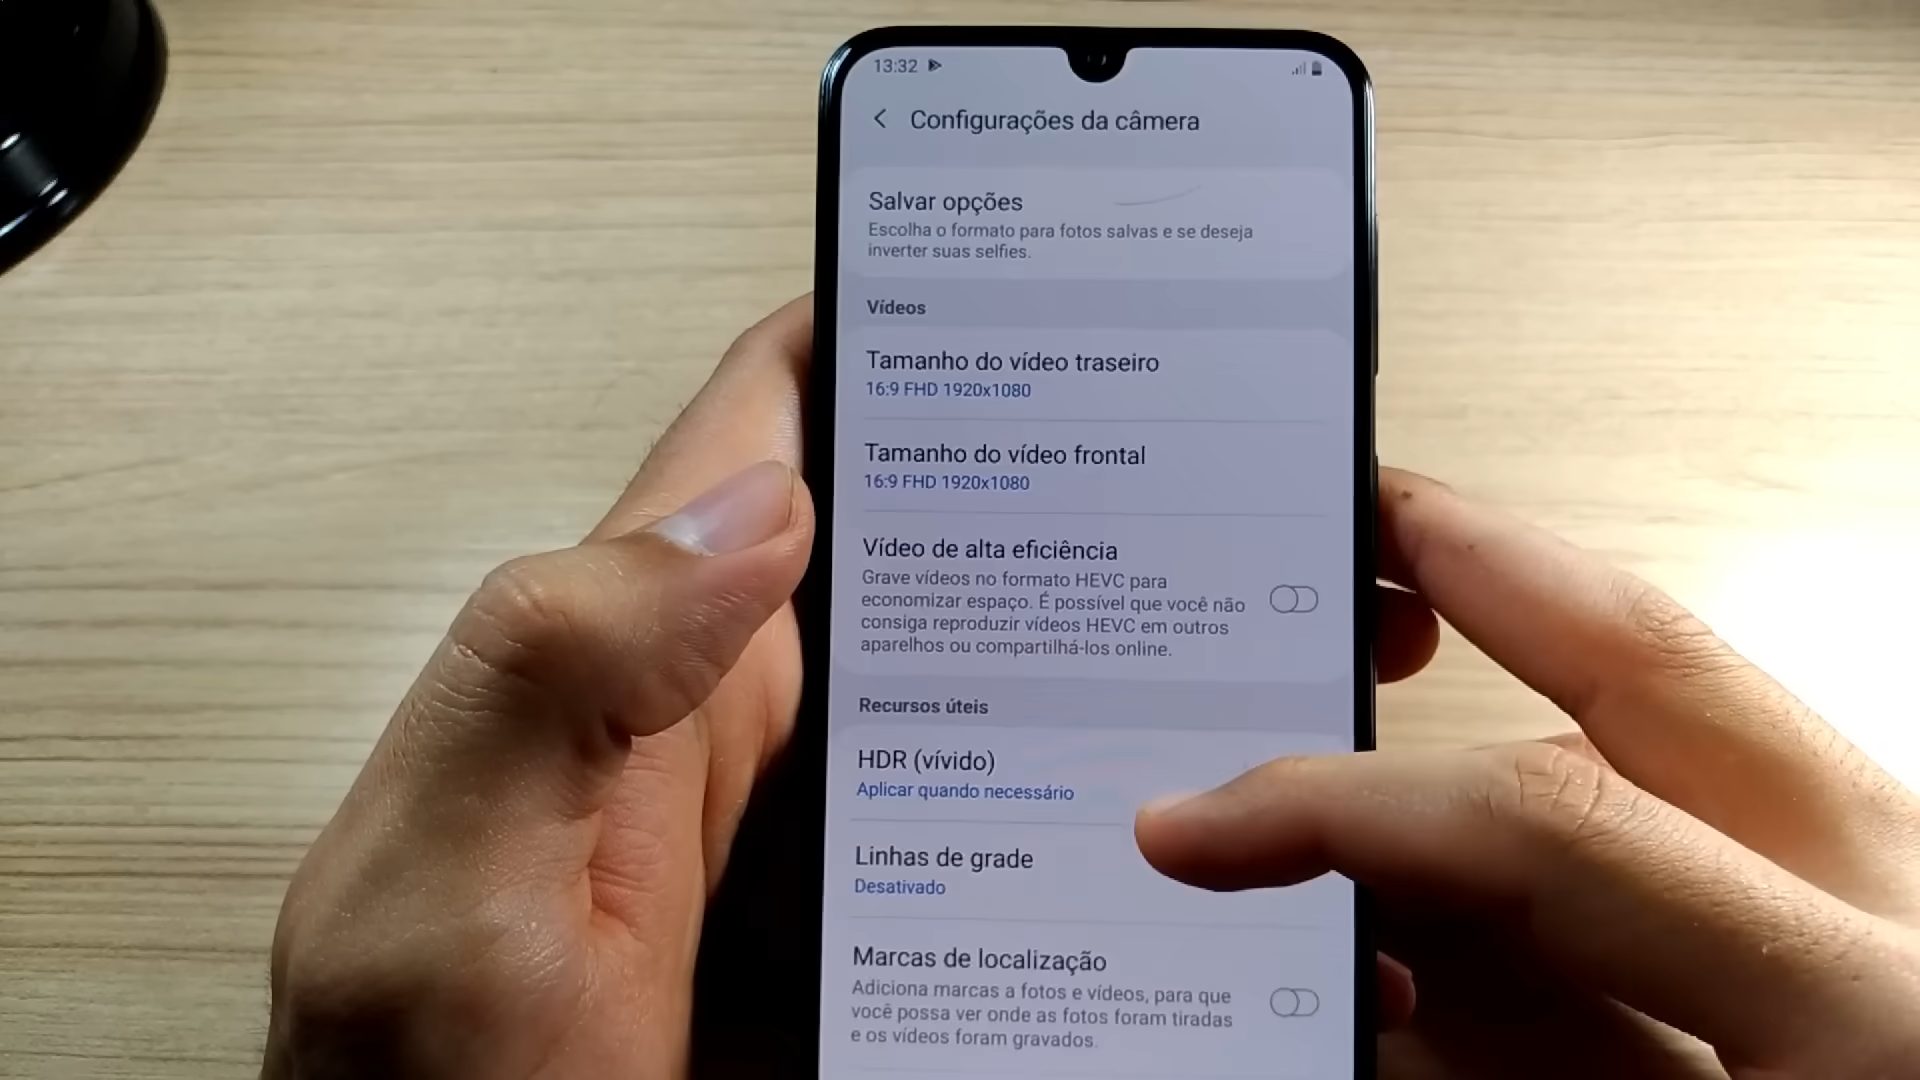 13:32
Configurações da câmera
Salvar opções
Escolha o formato para fotos salvas e se deseja
inverter suas selfies.
Vídeos
Tamanho do vídeo traseiro
16:9 FHD 1920x1080
Tamanho do vídeo frontal
16:9 FHD 1920x1080
Vídeo de alta eficiência
Grave vídeos no formato HEVC para
economizar espaço. É possível que você não
consiga reproduzir vídeos HEVC em outros
aparelhos ou compartilhá-los online.
Recursos úteis
HDR (vívido)
Aplicar quando necessário
Linhas de grade
Desativado
Marcas de localização
Adiciona marcas a fotos e vídeos, para que
você possa ver onde as fotos foram tiradas
e os vídeos foram gravados.